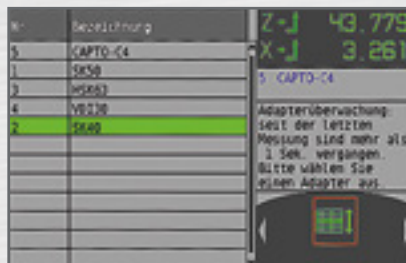 Nr Bezeichnung
5 CAPTO-C4
1 SK50
3 HSK63
4 VDI30
2 SK40
Z 43.779
X 3.261
5 CAPTO-C4
Adapterüberwachung:
seit der letzten
Messung sind mehr als
1 Sek. vergangen.
Bitte wählen Sie
einen Adapter aus.